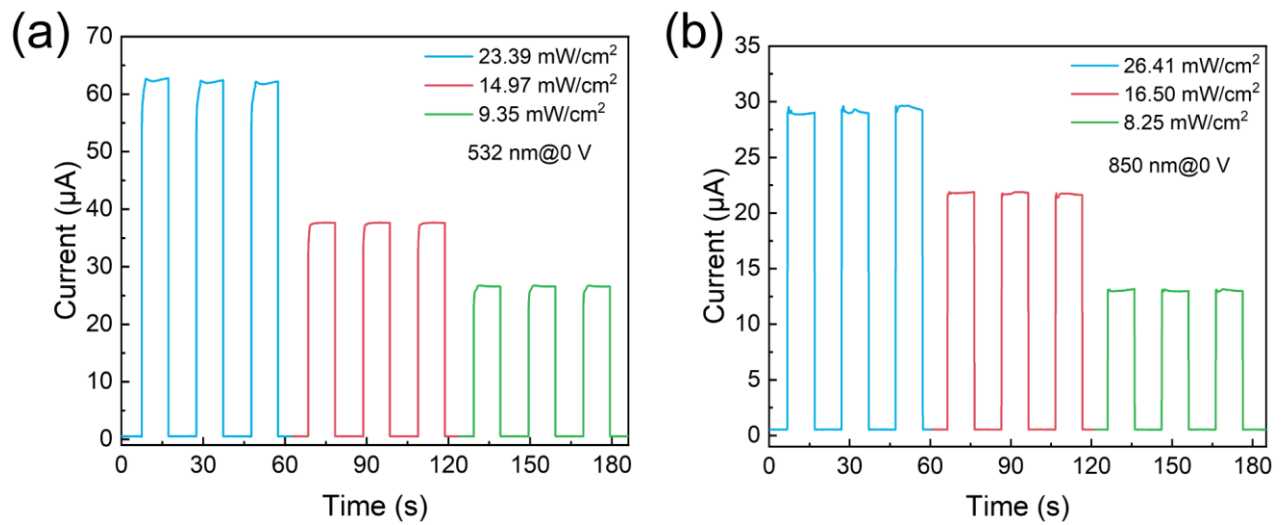 (a)
70
60
50
40
30
20
10
0
Current (µA)
23.39 mW/cm²
14.97 mW/cm²
9.35 mW/cm²
532 nm@0 V
0 30 60 90 120 150 180
Time (s)
(b)
35
30
25
20
15
10
5
0
Current (µA)
26.41 mW/cm²
16.50 mW/cm²
8.25 mW/cm²
850 nm@0 V
0 30 60 90 120 150 180
Time (s)